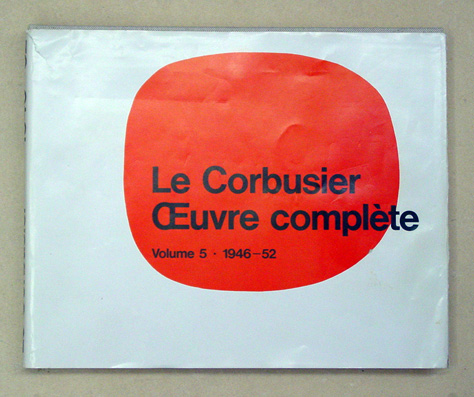 Le Corbusier
Œuvre complète
Volume 5 · 1946–52